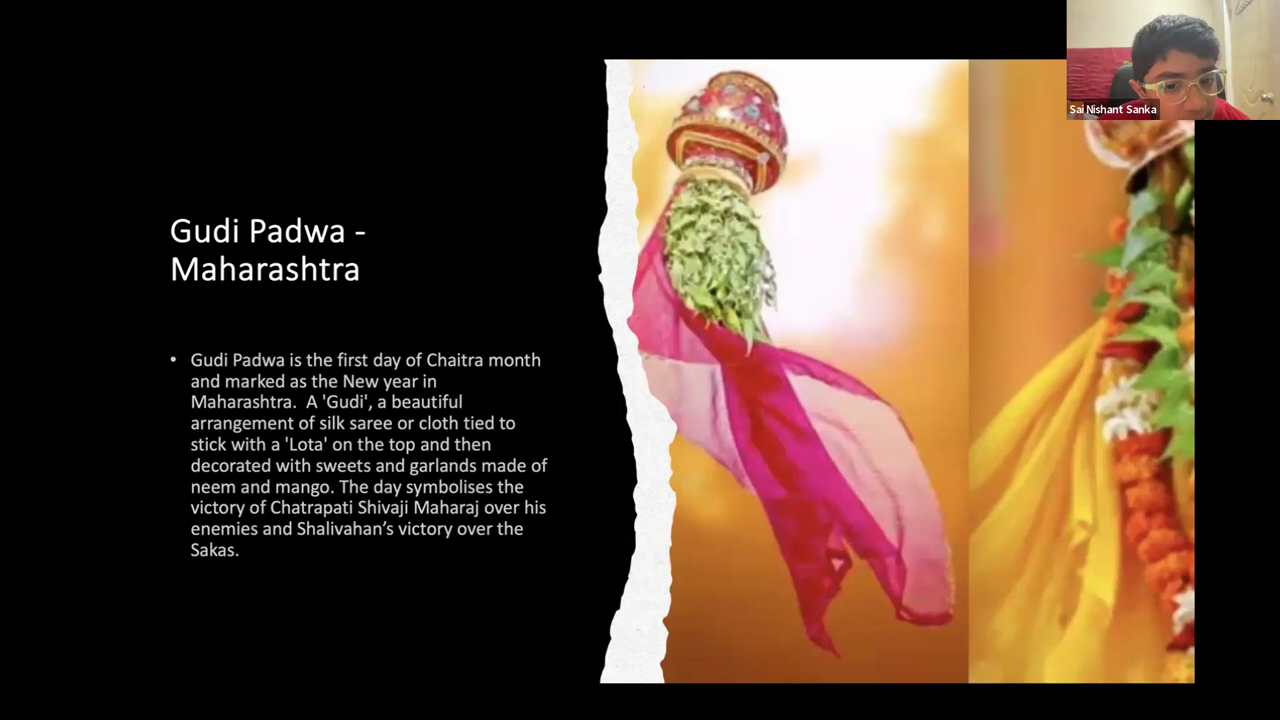 Sai Nishant Sanka
Gudi Padwa -
Maharashtra
• Gudi Padwa is the first day of Chaitra month
and marked as the New year in
Maharashtra.  A 'Gudi', a beautiful
arrangement of silk saree or cloth tied to
stick with a 'Lota' on the top and then
decorated with sweets and garlands made of
neem and mango. The day symbolises the
victory of Chatrapati Shivaji Maharaj over his
enemies and Shalivahan’s victory over the
Sakas.